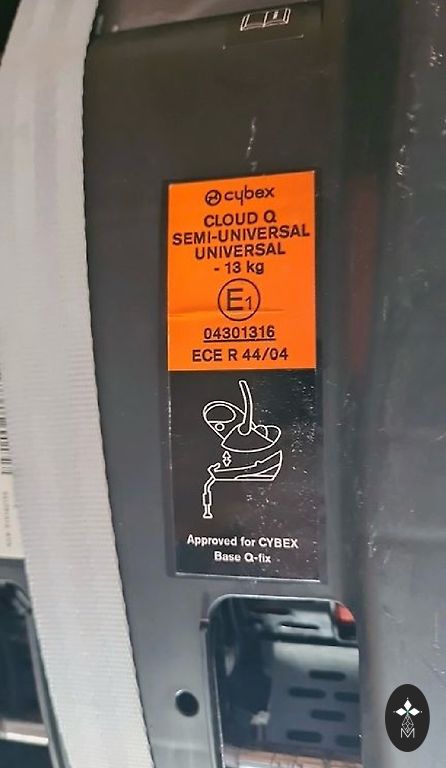 cybex
CLOUD Q
SEMI-UNIVERSAL
UNIVERSAL
- 13 kg
E1
04301316
ECE R 44/04
Approved for CYBEX
Base Q-fix
M